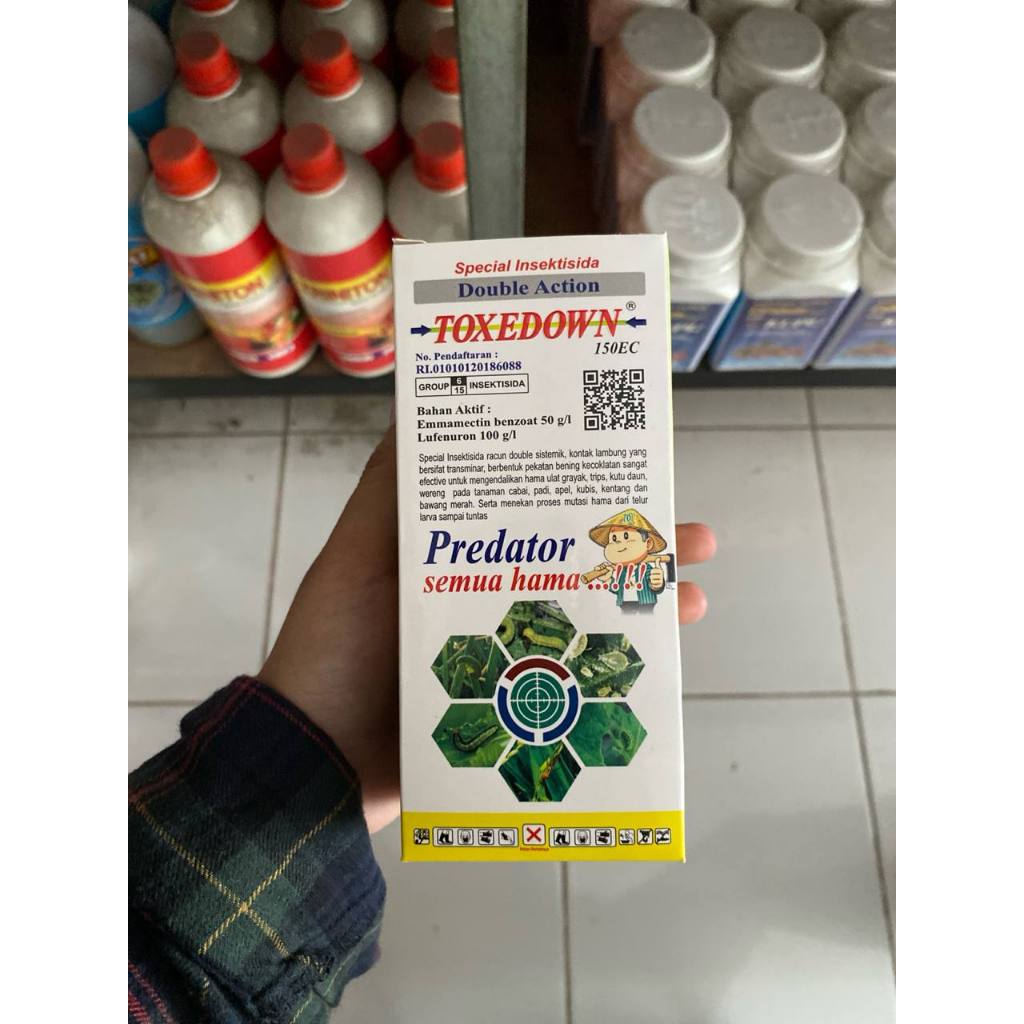 Special Insektisida
Double Action
TOXEDOWN®
150EC
No. Pendaftaran :
RI.01010120186088
GROUP 6 15 INSEKTISIDA
Bahan Aktif :
Emmamectin benzoat 50 g/l
Lufenuron 100 g/l
Special Insektisida racun double sistemik, kontak lambung yang
bersifat transminar, berbentuk pekatan bening kecoklatan sangat
efective untuk mengendalikan hama ulat grayak, trips, kutu daun,
wereng pada tanaman cabai, padi, apel, kubis, kentang dan
bawang merah. Serta menekan proses mutasi hama dari telur
larva sampai tuntas
Predator
semua hama ...!!!